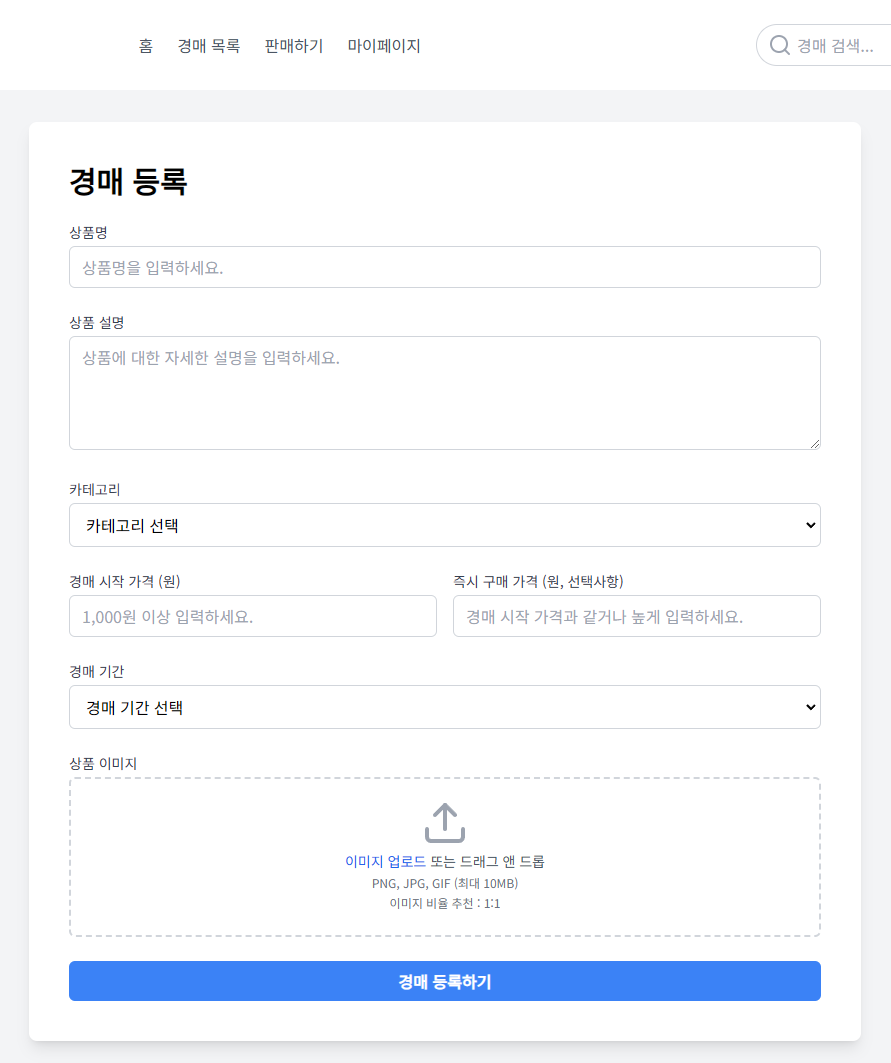 홈 경매 목록 판매하기 마이페이지 경매 검색...
경매 등록
상품명
상품명을 입력하세요.
상품 설명
상품에 대한 자세한 설명을 입력하세요.
카테고리
카테고리 선택
경매 시작 가격 (원) 즉시 구매 가격 (원, 선택사항)
1,000원 이상 입력하세요. 경매 시작 가격과 같거나 높게 입력하세요.
경매 기간
경매 기간 선택
상품 이미지
이미지 업로드 또는 드래그 앤 드롭
PNG, JPG, GIF (최대 10MB)
이미지 비율 추천 : 1:1
경매 등록하기